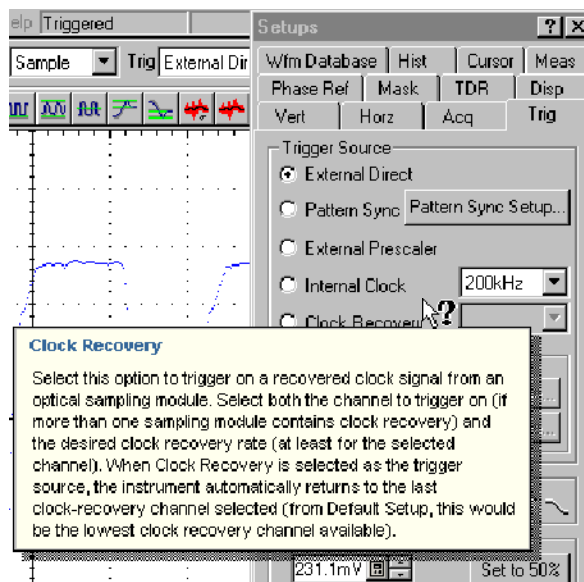 elp Triggered
Setups
Sample Trig External Dir
Wfm Database Hist Cursor Meas
Phase Ref Mask TDR Disp
Vert Horz Acq Trig
Trigger Source
External Direct
Pattern Sync Pattern Sync Setup...
External Prescaler
Internal Clock 200kHz
Clock Recovery
Clock Recovery
Select this option to trigger on a recovered clock signal from an
optical sampling module. Select both the channel to trigger on (if
more than one sampling module contains clock recovery) and
the desired clock recovery rate (at least for the selected
channel). When Clock Recovery is selected as the trigger
source, the instrument automatically returns to the last
clock-recovery channel selected (from Default Setup, this would
be the lowest clock recovery channel available).
231.1mV Set to 50%